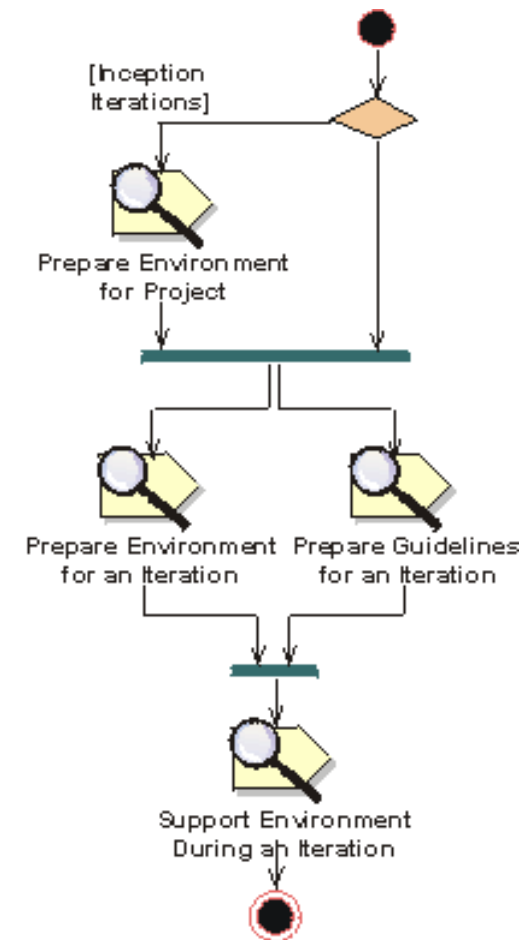 [Inception
Iterations]
Prepare Environment
for Project
Prepare Environment
for an Iteration
Prepare Guidelines
for an Iteration
Support Environment
During an Iteration